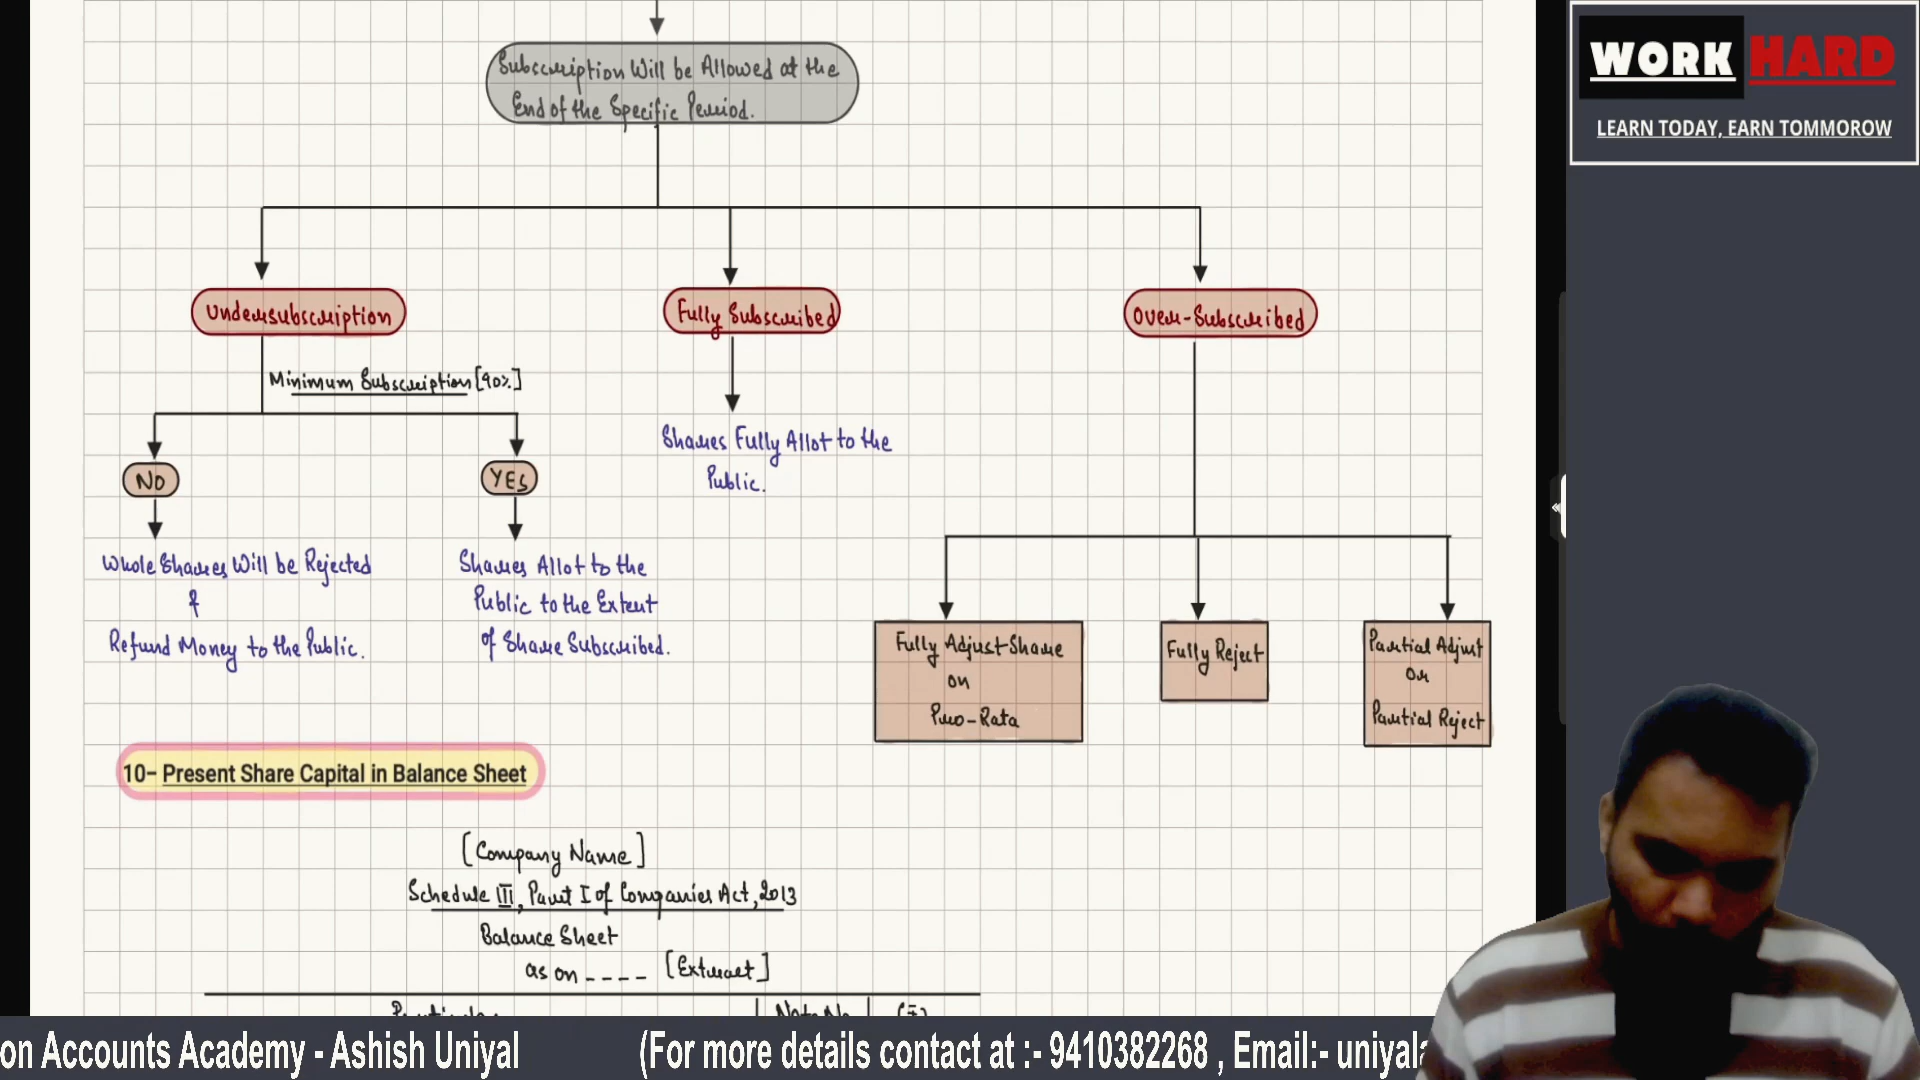 Subscription Will be Allowed at the
End of the Specific Period.
Undersubscription
Fully Subscribed
Over-Subscribed
Minimum Subscription [90%]
NO
YES
Shares Fully Allot to the
Public.
Whole Shares Will be Rejected
&
Refund Money to the Public.
Shares Allot to the
Public to the Extent
of Share Subscribed.
Fully Adjust Share
or
Pro-Rata
Fully Reject
Partial Adjust
or
Partial Reject
10- Present Share Capital in Balance Sheet
[Company Name]
Schedule III, Part I of Companies Act, 2013
Balance Sheet
as on ---- [Extract]
WORK HARD
LEARN TODAY, EARN TOMMOROW
on Accounts Academy - Ashish Uniyal
(For more details contact at :- 9410382268 , Email:- uniyala